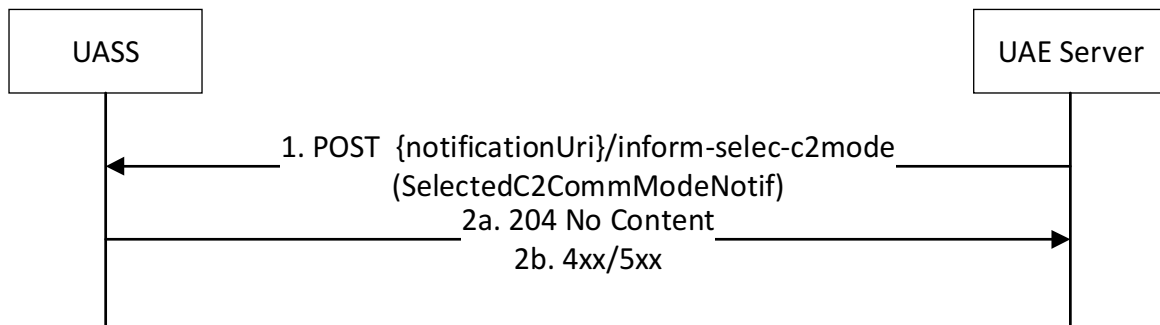 UASS
UAE Server
1. POST {notificationUri}/inform-selec-c2mode
(SelectedC2CommModeNotif)
2a. 204 No Content
2b. 4xx/5xx